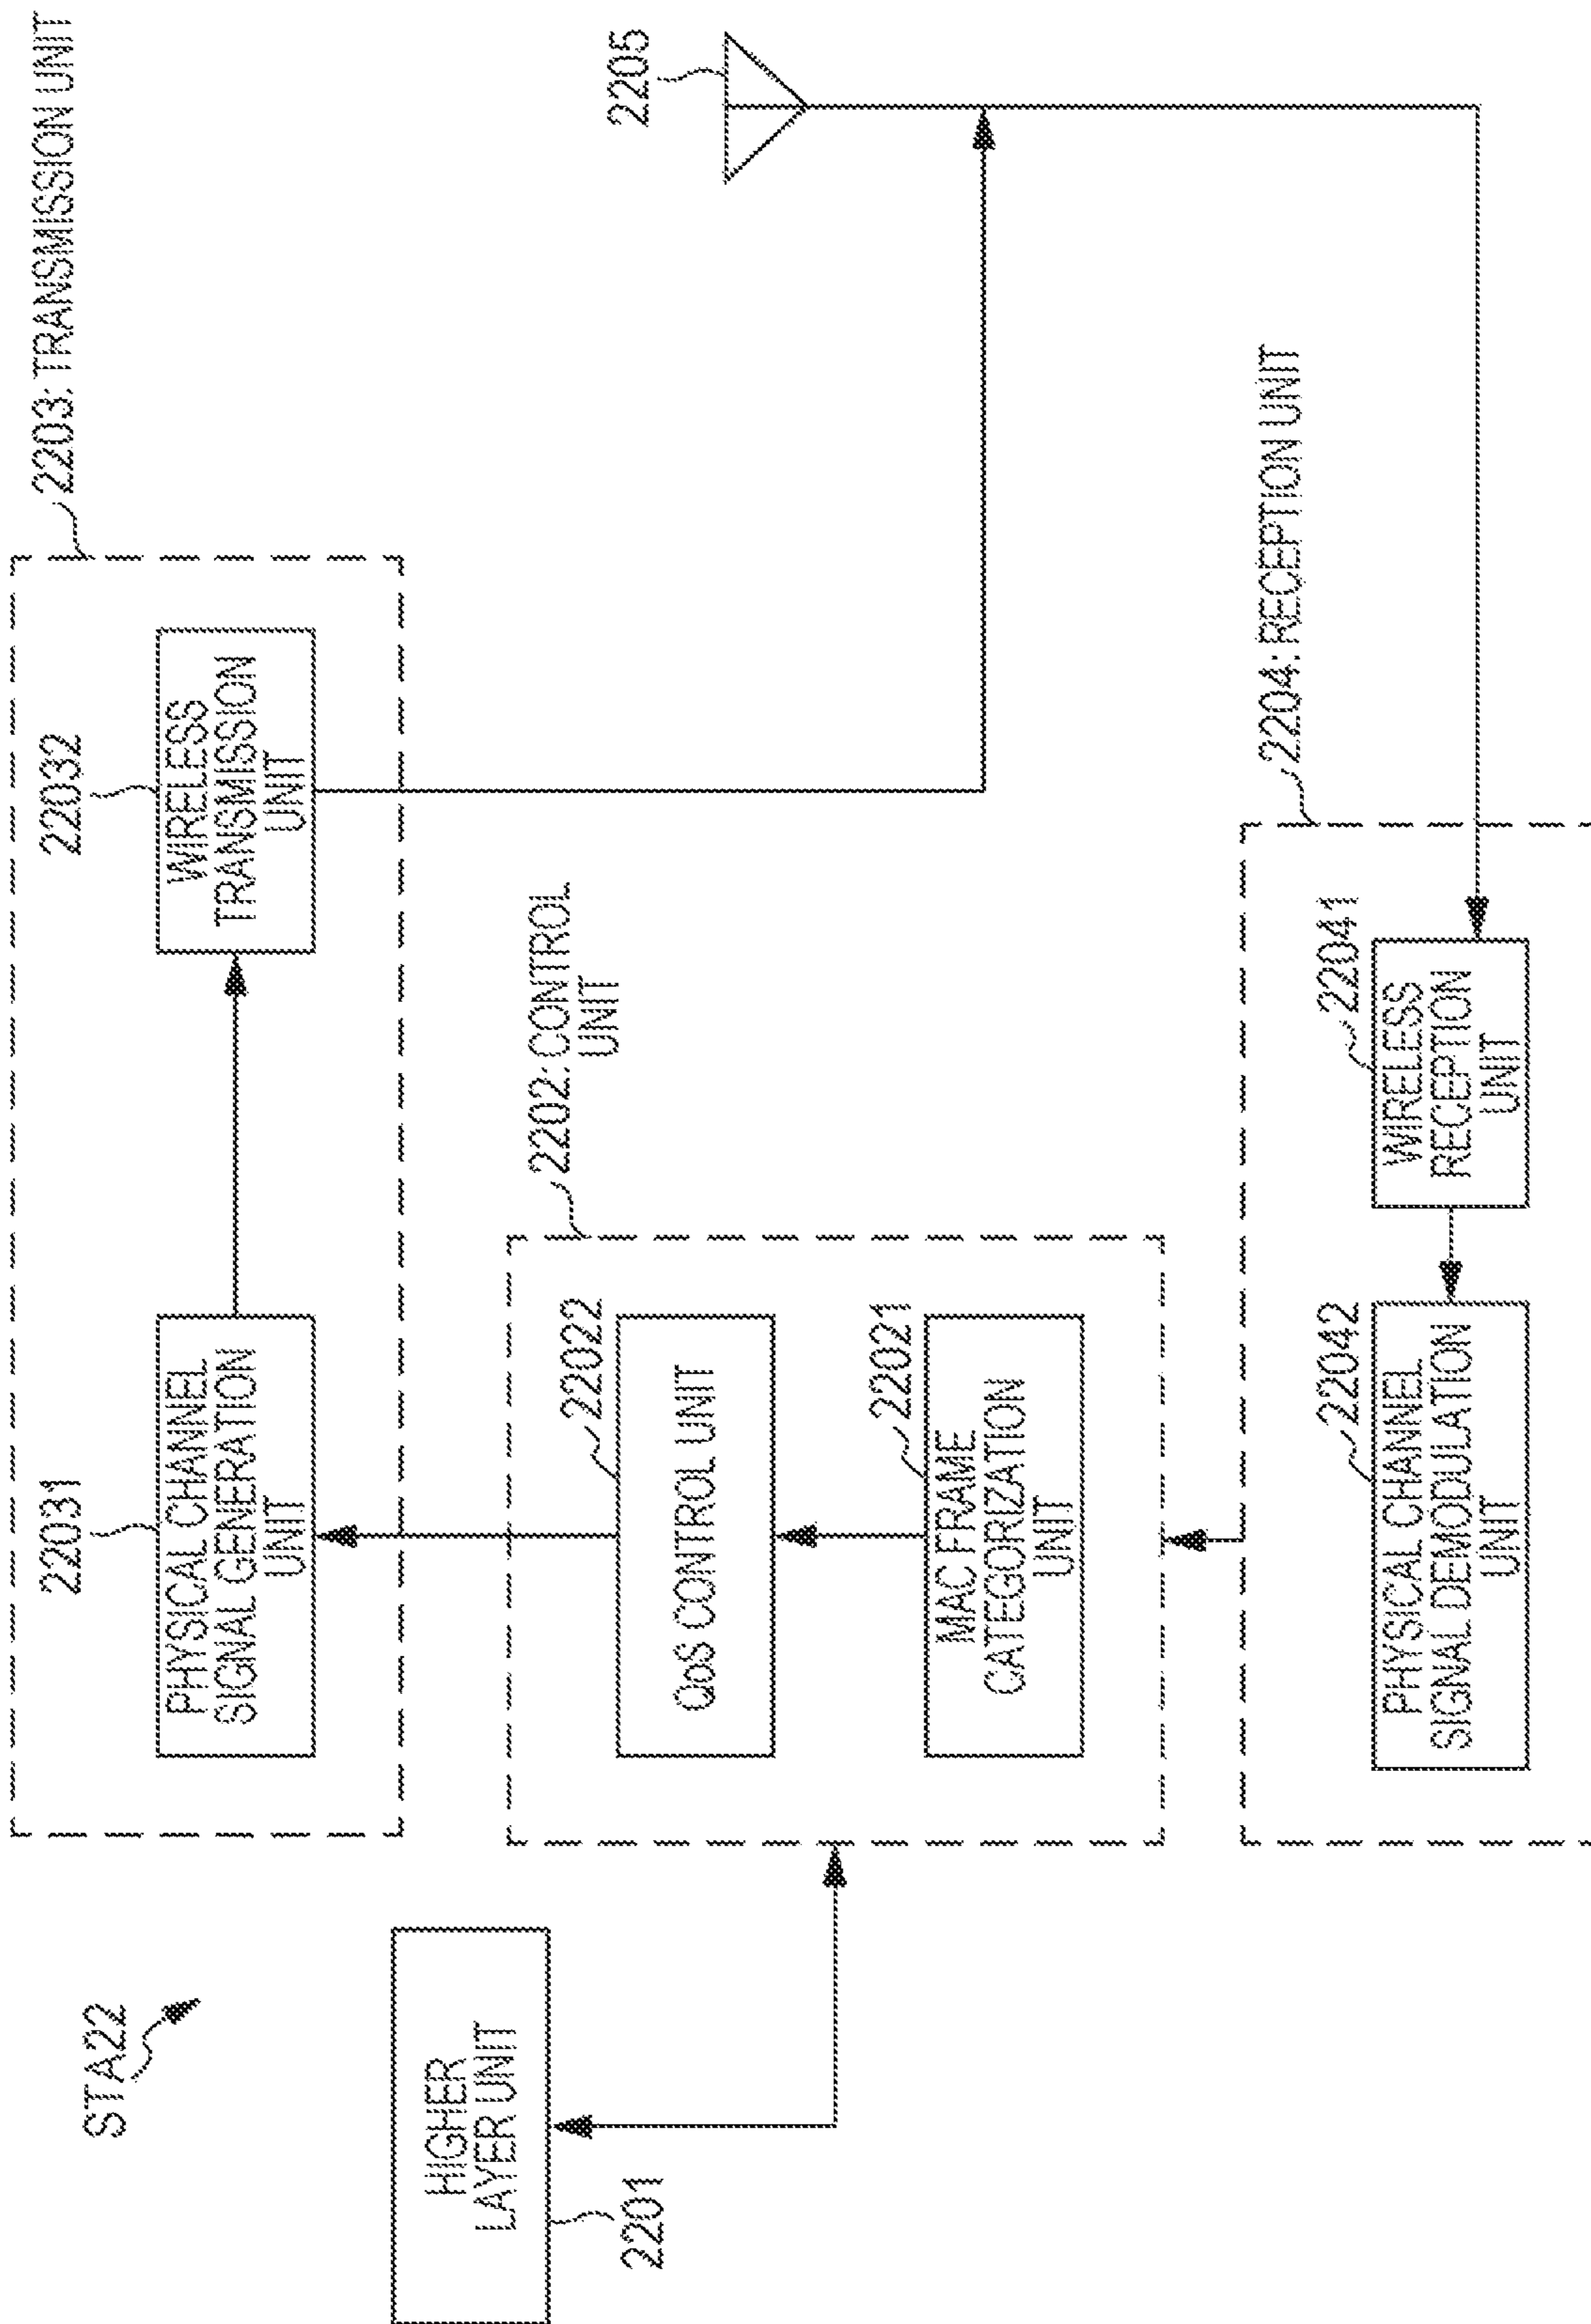 STA22
2203: TRANSMISSION UNIT
22031
PHYSICAL CHANNEL
SIGNAL GENERATION
UNIT
22032
WIRELESS
TRANSMISSION
UNIT
HIGHER
LAYER UNIT
2201
2202: CONTROL
UNIT
22022
QoS CONTROL UNIT
22021
MAC FRAME
CATEGORIZATION
UNIT
2205
2204: RECEPTION UNIT
22042
PHYSICAL CHANNEL
SIGNAL DEMODULATION
UNIT
22041
WIRELESS
RECEPTION
UNIT